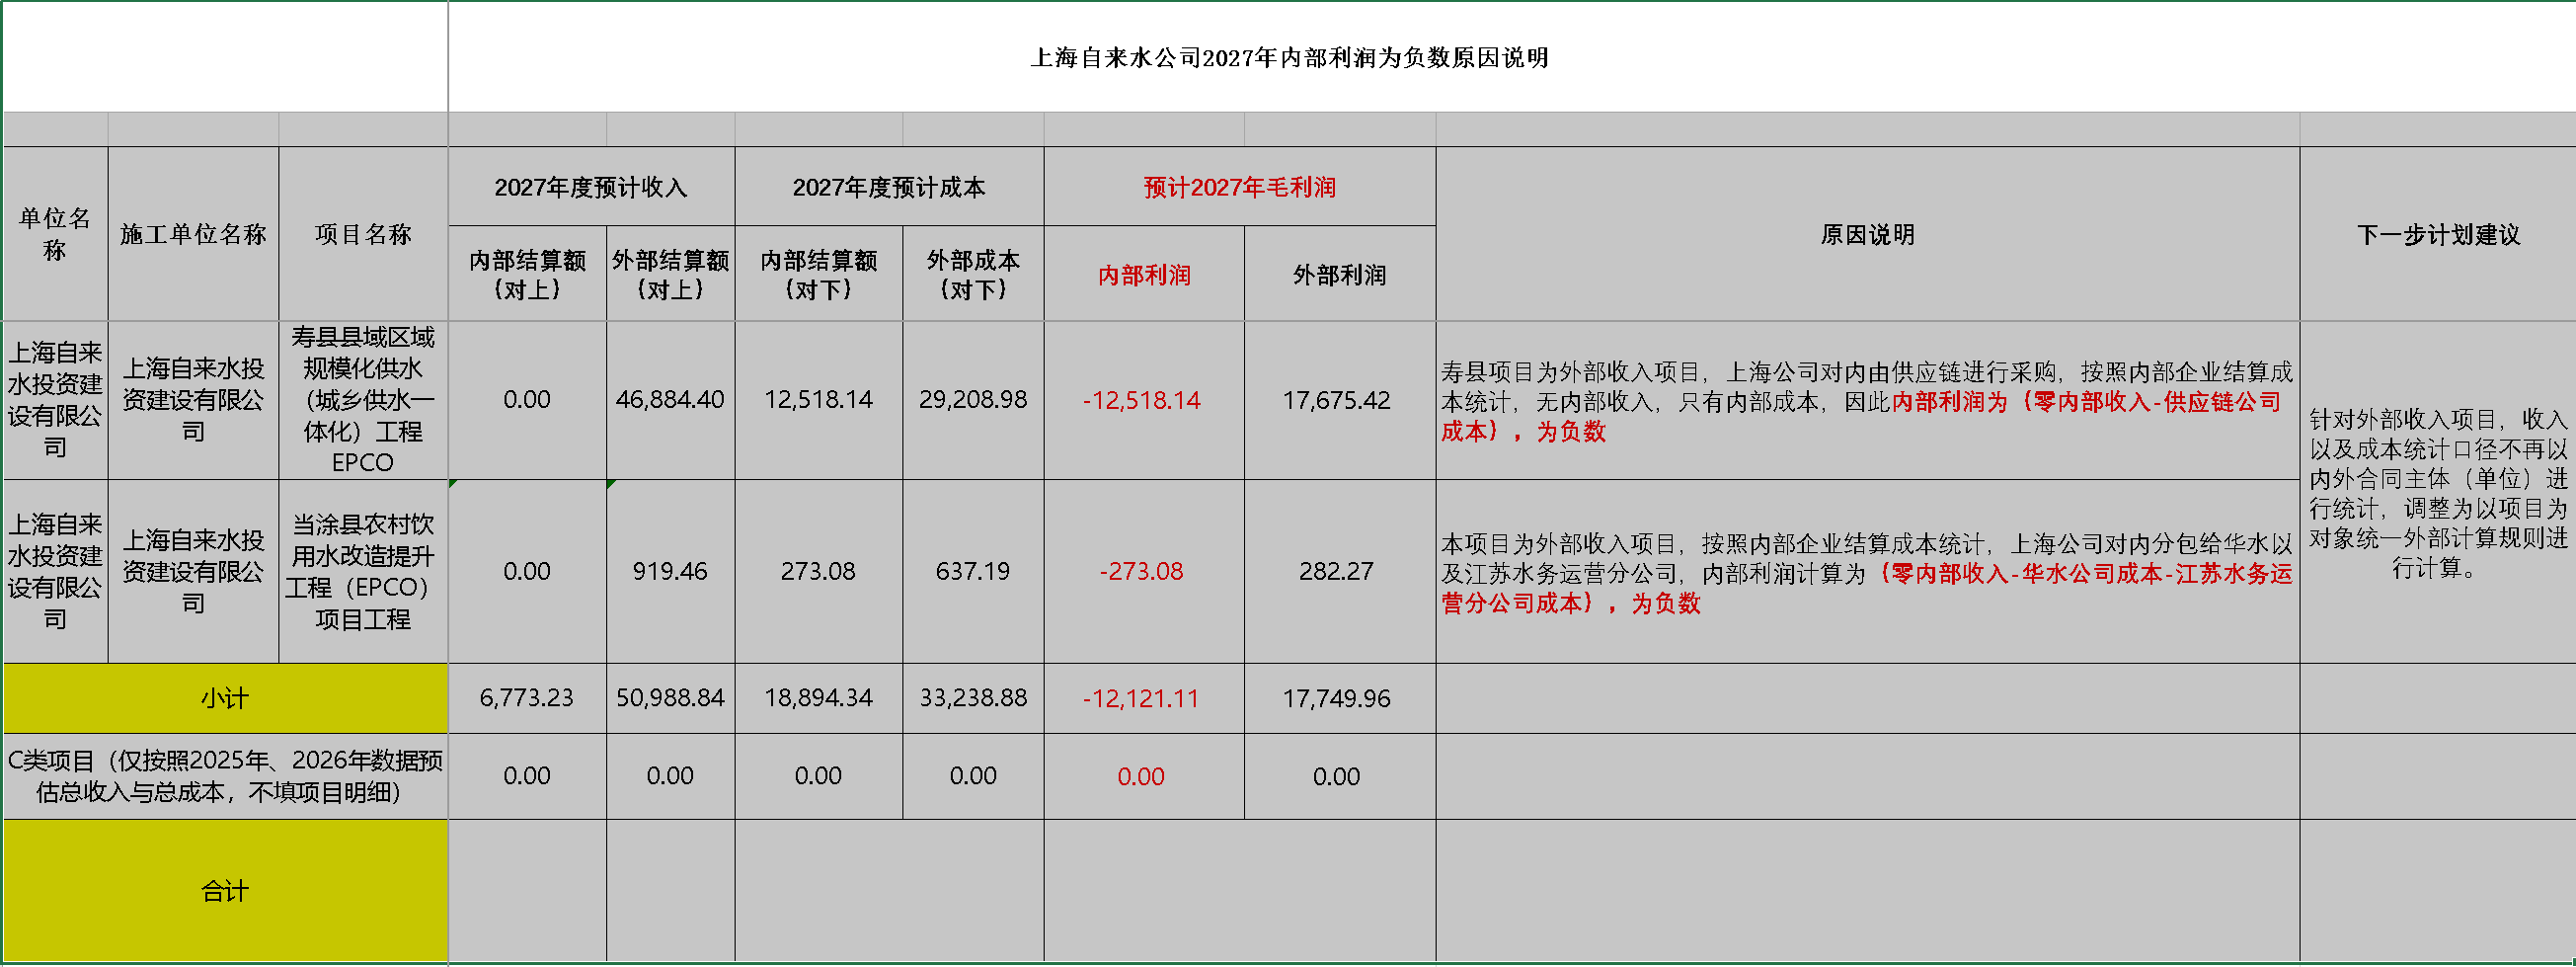 上海自来水公司2027年内部利润为负数原因说明
单位名
称
施工单位名称
项目名称
2027年度预计收入
2027年度预计成本
预计2027年毛利润
原因说明
下一步计划建议
内部结算额
（对上）
外部结算额
（对上）
内部结算额
（对下）
外部成本
（对下）
内部利润
外部利润
上海自来
水投资建
设有限公
司
上海自来水投
资建设有限公
司
寿县县域区域
规模化供水
（城乡供水一
体化）工程
EPCO
0.00
46,884.40
12,518.14
29,208.98
-12,518.14
17,675.42
寿县项目为外部收入项目，上海公司对内由供应链进行采购，按照内部企业结算成
本统计，无内部收入，只有内部成本，因此内部利润为（零内部收入-供应链公司
成本），为负数
针对外部收入项目，收入
以及成本统计口径不再以
内外合同主体（单位）进
行统计，调整为以项目为
对象统一外部计算规则进
行计算。
上海自来
水投资建
设有限公
司
上海自来水投
资建设有限公
司
当涂县农村饮
用水改造提升
工程（EPCO）
项目工程
0.00
919.46
273.08
637.19
-273.08
282.27
本项目为外部收入项目，按照内部企业结算成本统计，上海公司对内分包给华水以
及江苏水务运营分公司，内部利润计算为（零内部收入-华水公司成本-江苏水务运
营分公司成本），为负数
小计
6,773.23
50,988.84
18,894.34
33,238.88
-12,121.11
17,749.96
C类项目（仅按照2025年、2026年数据预
估总收入与总成本，不填项目明细）
0.00
0.00
0.00
0.00
0.00
0.00
合计